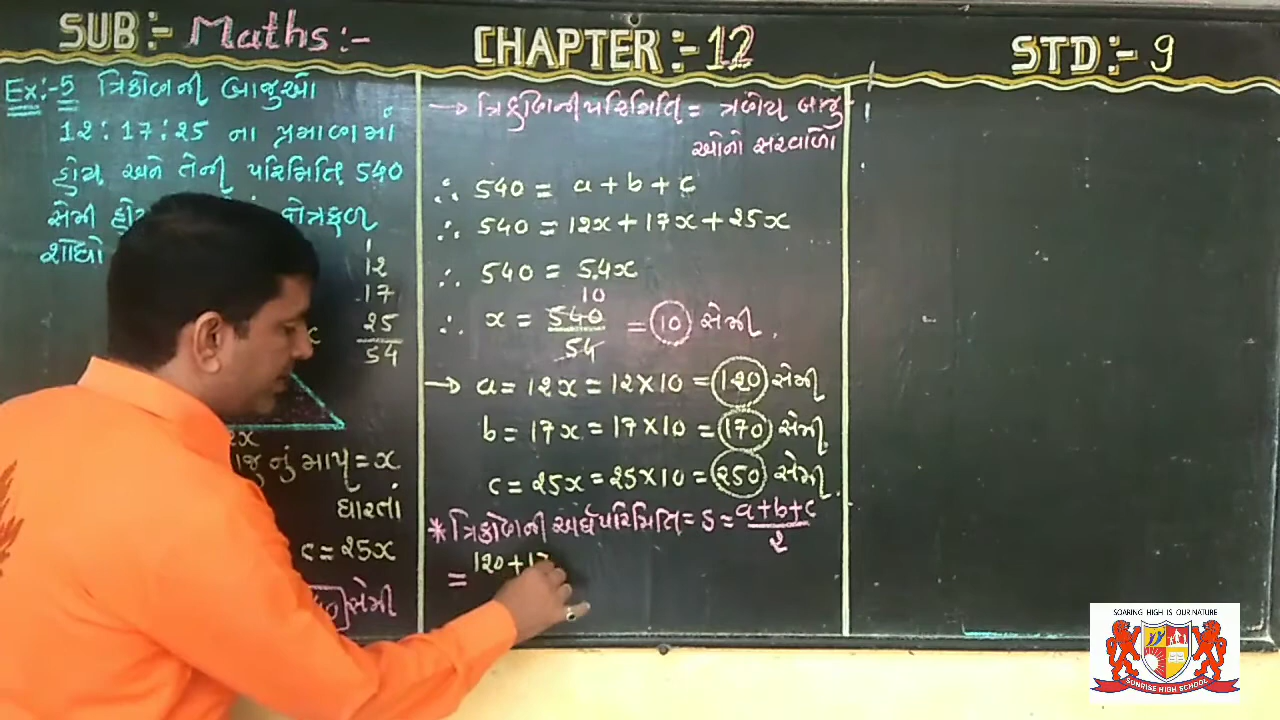 SUB:- Maths:-
CHAPTER:-12
STD:- 9
Ex:-5 ત્રિકોણની બાજુઓ
12:17:25 ના પ્રમાણમાં
હોય અને તેની પરિમિતિ 540
સેમી ક્ષેત્રફળ
શોધો
1
12
17
25
54
x
માપ = x
ધારતાં
c = 25x
સેમી
→ ત્રિકોણની પરિમિતિ = ત્રણેય બાજુ-
ઓનો સરવાળો
∴ 540 = a+b+c
∴ 540 = 12x+17x+25x
∴ 540 = 54x
10
∴ x = 540/54 = 10 સેમી.
→ a = 12x = 12×10 = 120 સેમી
b = 17x = 17×10 = 170 સેમી.
c = 25x = 25×10 = 250 સેમી.
* ત્રિકોણની અર્ધપરિમિતિ = S = a+b+c/2
= 120+17
SOARING HIGH IS OUR NATURE
SUNRISE HIGH SCHOOL